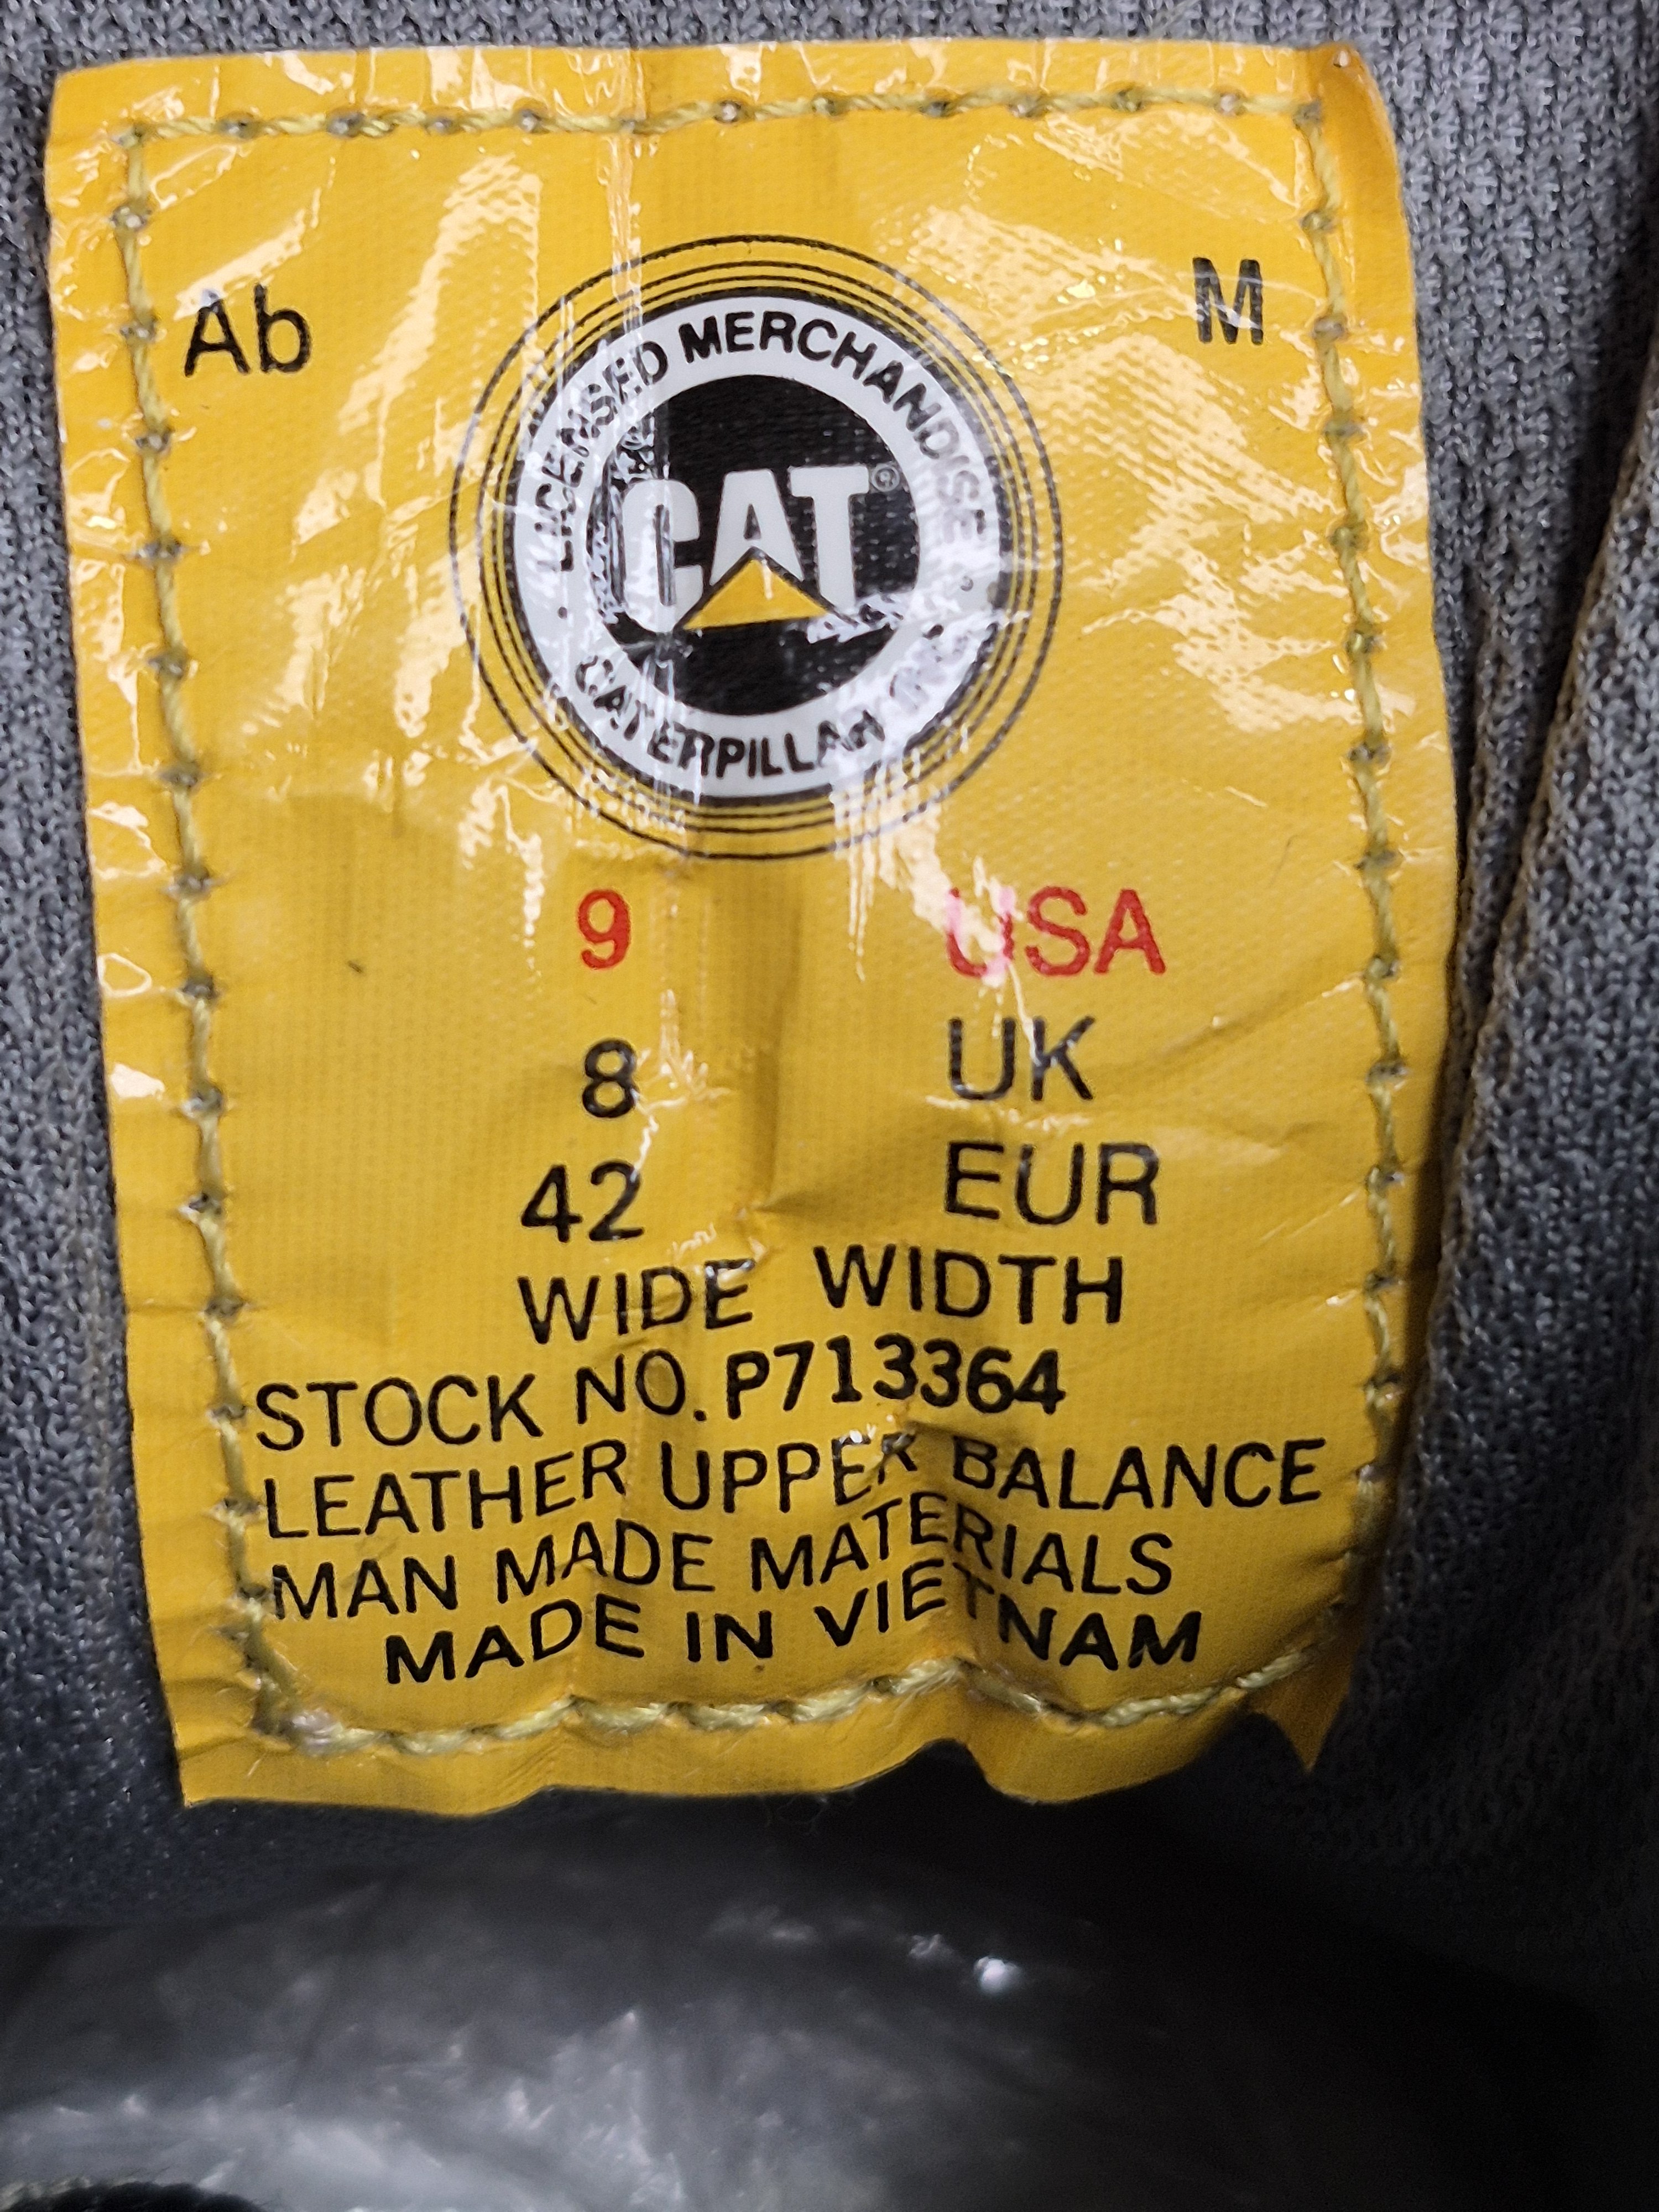 Ab
M
LICENSED MERCHANDISE
CAT®
CATERPILLAR INC.
9 USA
8 UK
42 EUR
WIDE WIDTH
STOCK NO. P713364
LEATHER UPPER BALANCE
MAN MADE MATERIALS
MADE IN VIETNAM